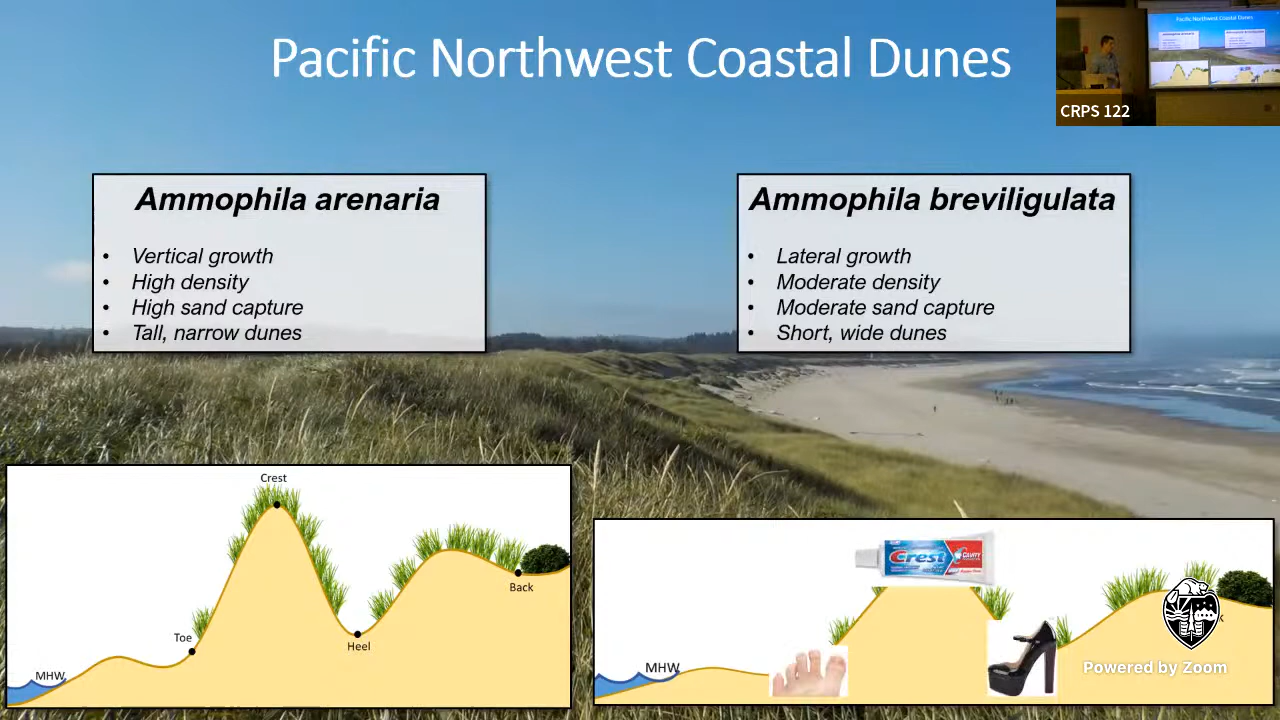 Pacific Northwest Coastal Dunes
CRPS 122
Ammophila arenaria
• Vertical growth
• High density
• High sand capture
• Tall, narrow dunes
Ammophila breviligulata
• Lateral growth
• Moderate density
• Moderate sand capture
• Short, wide dunes
Crest
Toe
MHW
Heel
Back
Crest
CAVITY
MHW
k
Powered by Zoom